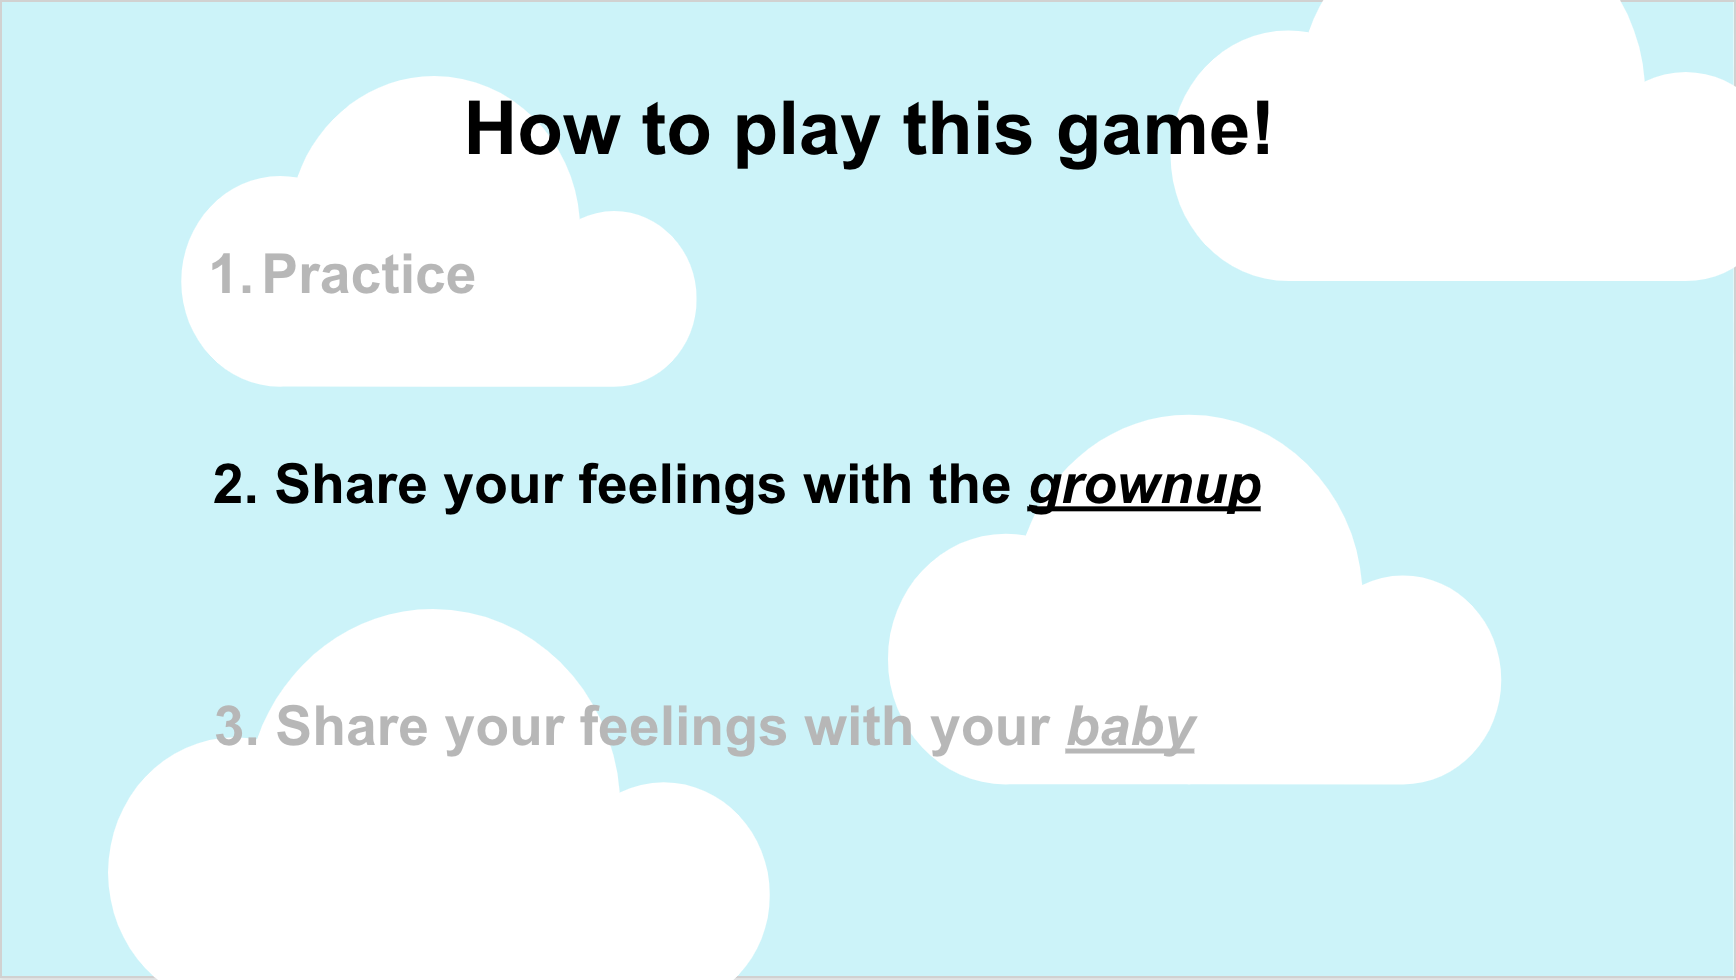 How to play this game!
1. Practice
2. Share your feelings with the grownup
3. Share your feelings with your baby